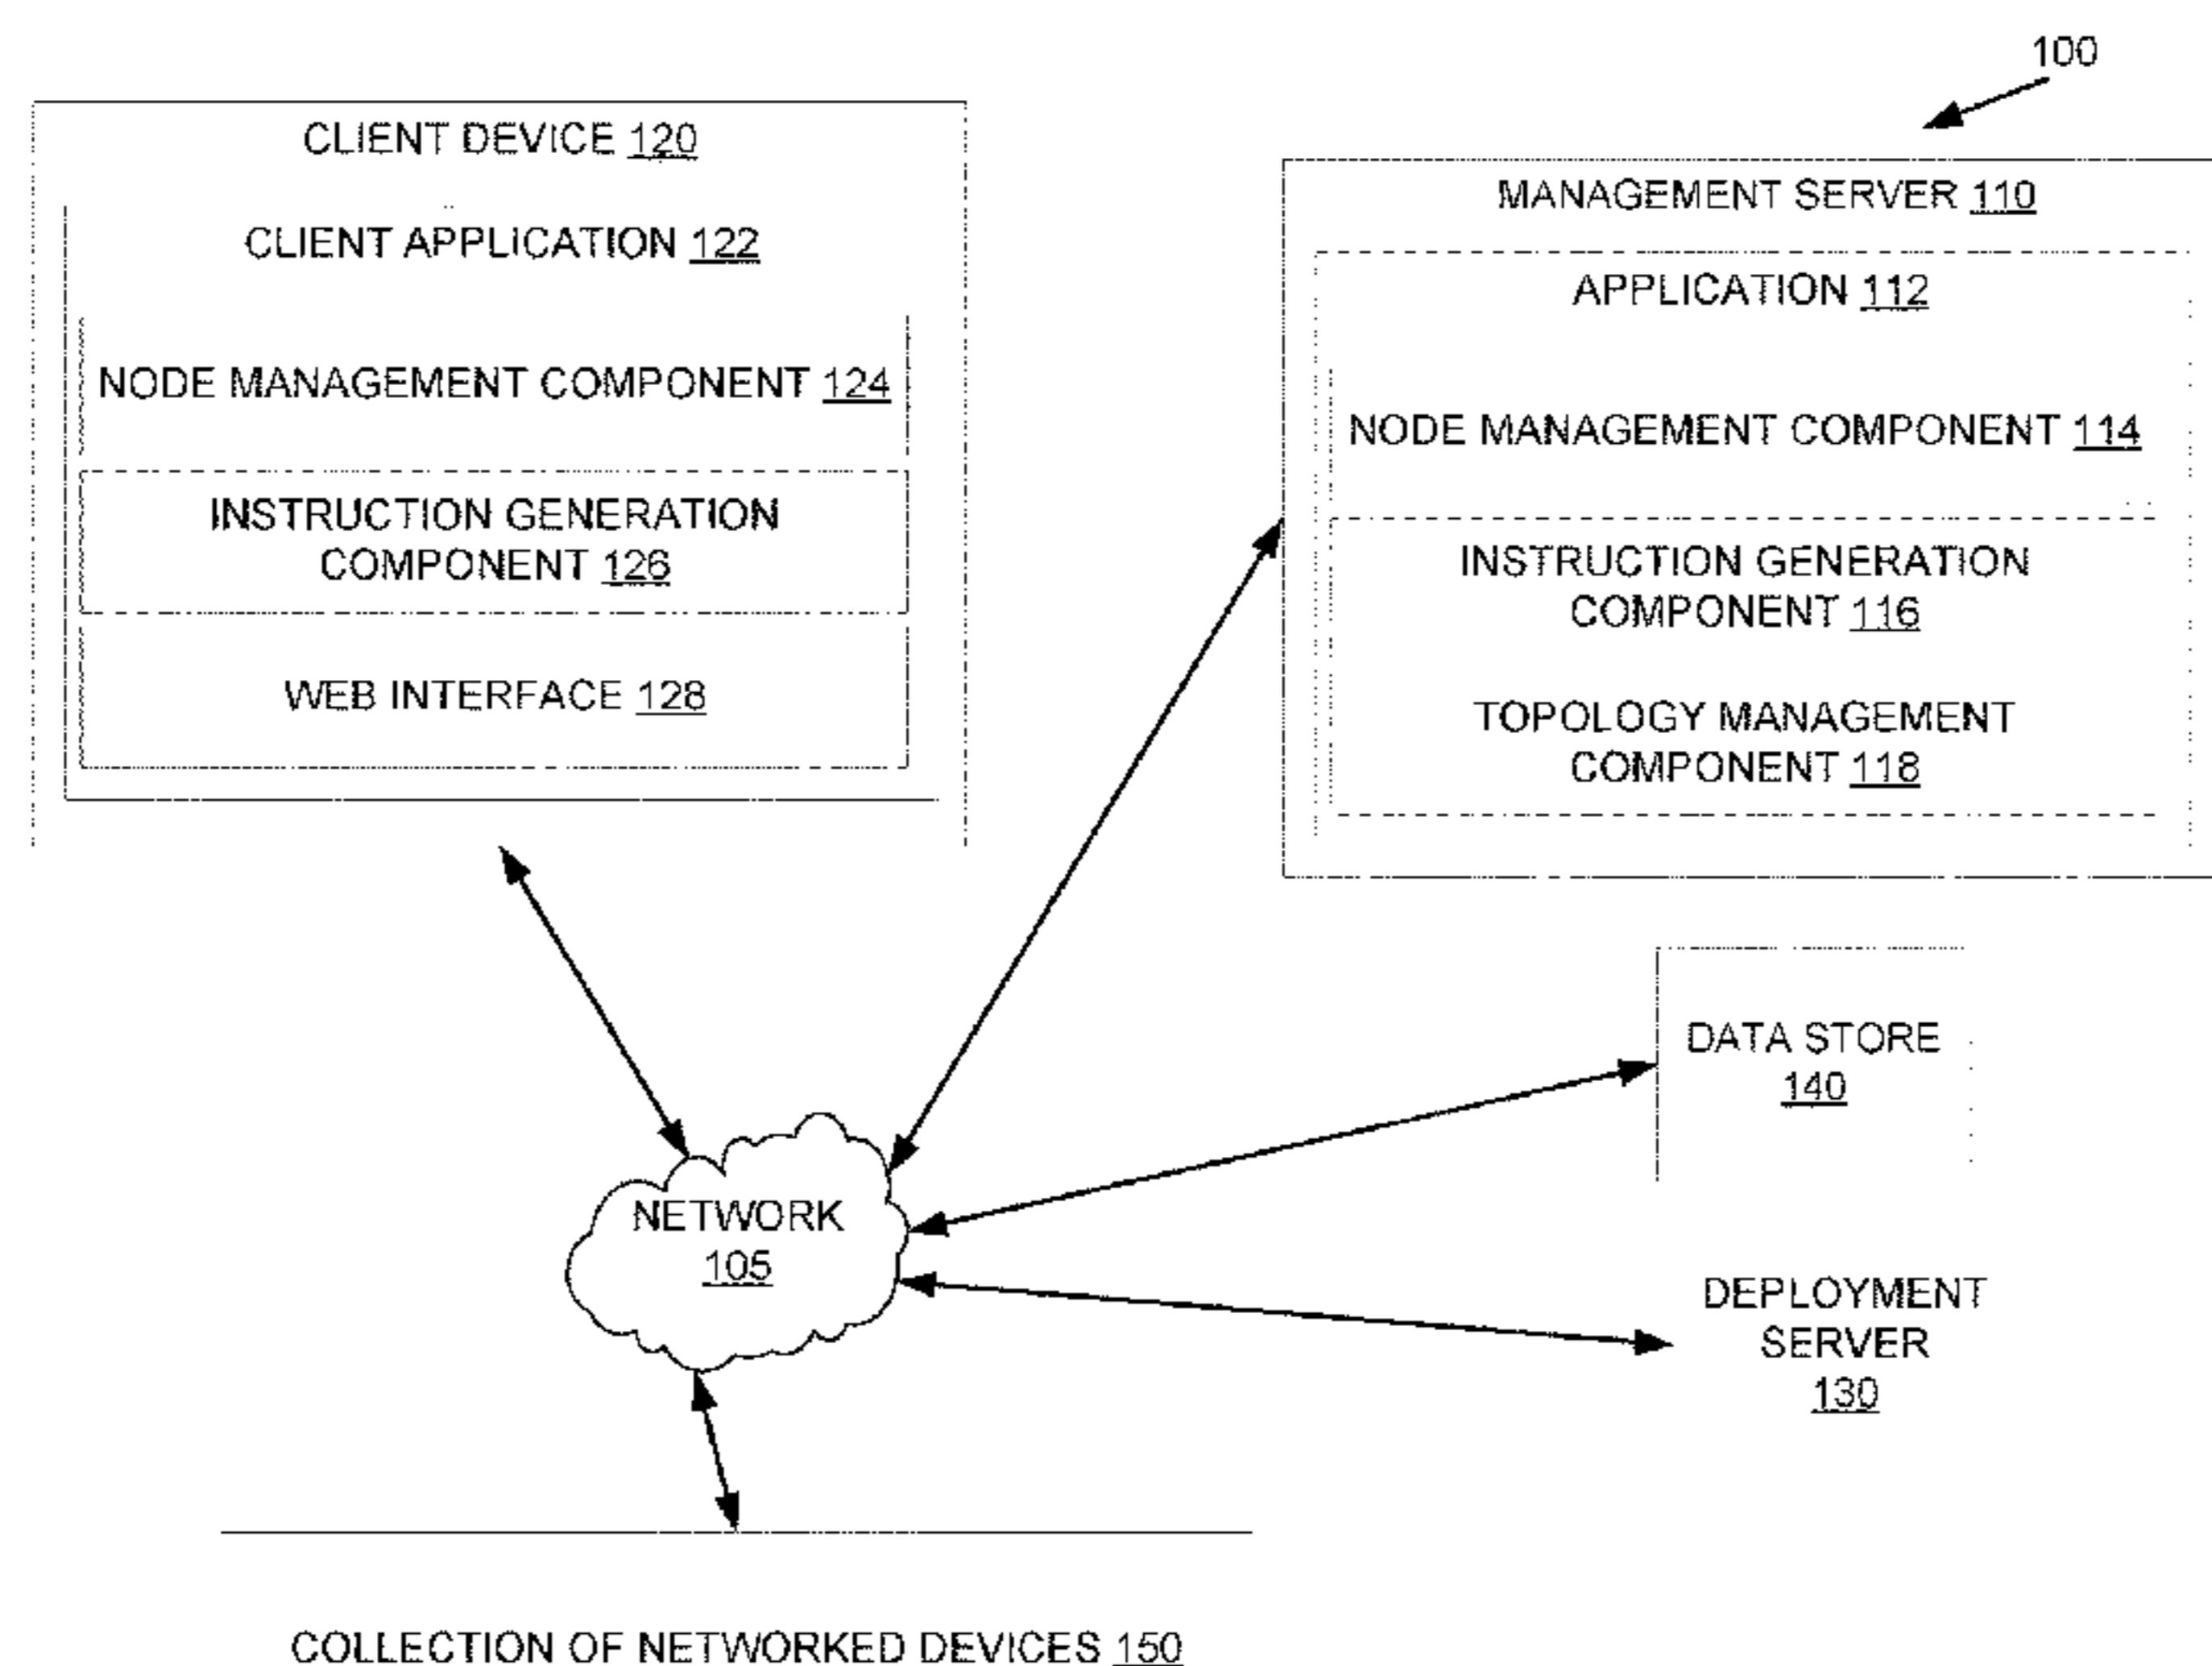 100
CLIENT DEVICE 120
CLIENT APPLICATION 122
NODE MANAGEMENT COMPONENT 124
INSTRUCTION GENERATION
COMPONENT 126
WEB INTERFACE 128
MANAGEMENT SERVER 110
APPLICATION 112
NODE MANAGEMENT COMPONENT 114
INSTRUCTION GENERATION
COMPONENT 116
TOPOLOGY MANAGEMENT
COMPONENT 118
DATA STORE
140
NETWORK
105
DEPLOYMENT
SERVER
130
COLLECTION OF NETWORKED DEVICES 150